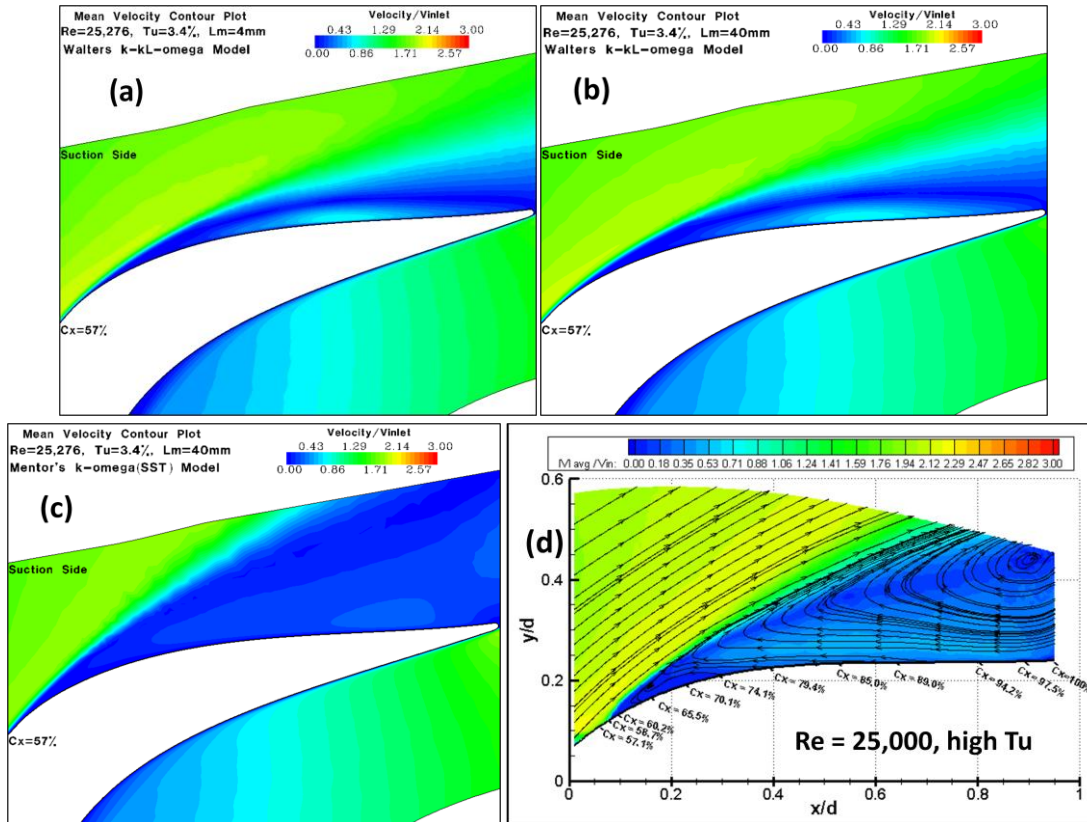 Mean Velocity Contour Plot
Re=25,276, Tu=3.4%, Lm=4mm
Walters k-kL-omega Model
Velocity/Vinlet
0.43 1.29 2.14 3.00
0.00 0.86 1.71 2.57
(a)
Suction Side
Cx=57%
Mean Velocity Contour Plot
Re=25,276, Tu=3.4%, Lm=40mm
Walters k-kL-omega Model
Velocity/Vinlet
0.43 1.29 2.14 3.00
0.00 0.86 1.71 2.57
(b)
Suction Side
Cx=57%
Mean Velocity Contour Plot
Re=25,276, Tu=3.4%, Lm=40mm
Mentor's k-omega(SST) Model
Velocity/Vinlet
0.43 1.29 2.14 3.00
0.00 0.86 1.71 2.57
(c)
Suction Side
Cx=57%
avg /Vin: 0.00 0.18 0.35 0.53 0.71 0.88 1.06 1.24 1.41 1.59 1.76 1.94 2.12 2.29 2.47 2.65 2.82 3.00
(d)
0.6
0.4
0.2
0
y/d
Cx = 57.1%
Cx = 58.7%
Cx = 60.2%
Cx = 65.5%
Cx = 70.1%
Cx = 74.1%
Cx = 79.4%
Cx = 85.0%
Cx = 89.0%
Cx = 94.2%
Cx = 97.5%
Cx = 100%
Re = 25,000, high Tu
0 0.2 0.4 0.6 0.8 1
x/d